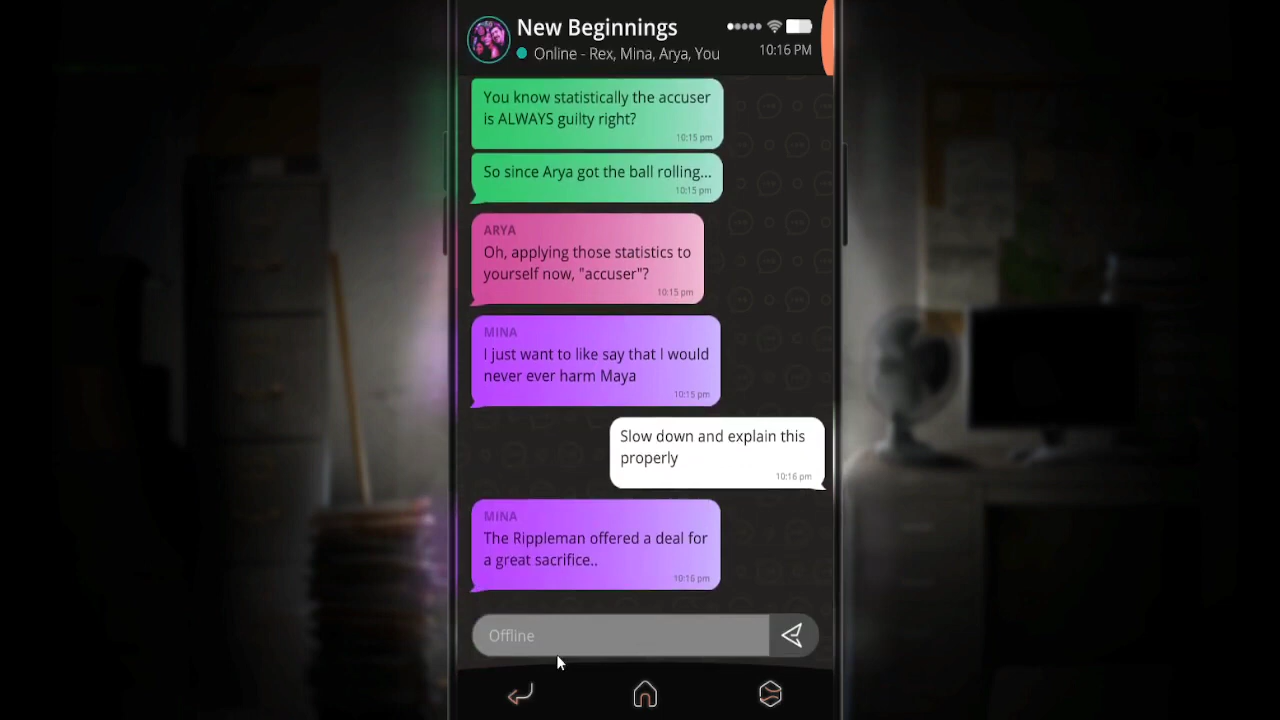 New Beginnings
Online - Rex, Mina, Arya, You
10:16 PM
You know statistically the accuser
is ALWAYS guilty right?
10:15 pm
So since Arya got the ball rolling...
10:15 pm
ARYA
Oh, applying those statistics to
yourself now, "accuser"?
10:15 pm
MINA
I just want to like say that I would
never ever harm Maya
10:15 pm
Slow down and explain this
properly
10:16 pm
MINA
The Rippleman offered a deal for
a great sacrifice..
10:16 pm
Offline